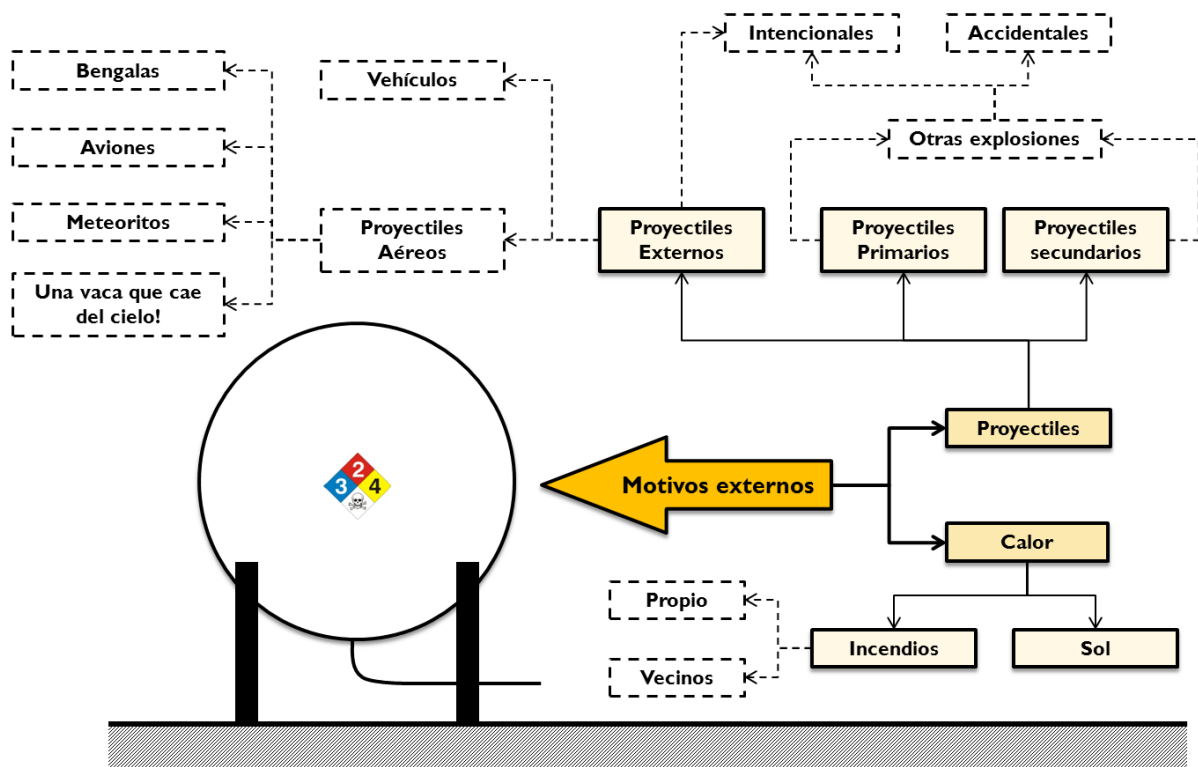 Intencionales
Accidentales
Bengalas
Vehículos
Aviones
Otras explosiones
Meteoritos
Proyectiles
Aéreos
Proyectiles
Externos
Proyectiles
Primarios
Proyectiles
secundarios
Una vaca que cae
del cielo!
Proyectiles
2
3 4
Motivos externos
Calor
Propio
Incendios
Sol
Vecinos